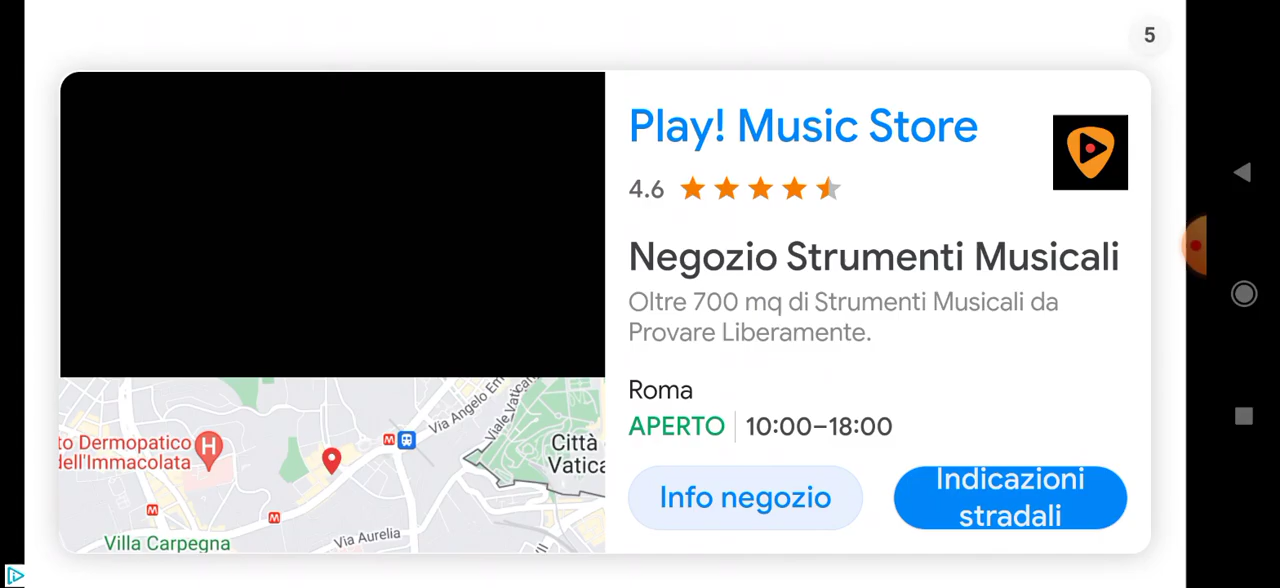 5
Play! Music Store
4.6
Negozio Strumenti Musicali
Oltre 700 mq di Strumenti Musicali da
Provare Liberamente.
Roma
APERTO 10:00–18:00
Info negozio
Indicazioni
stradali
to Dermopatico
dell'Immacolata
H
M
M
M
Via Angelo Em
Viale Vatican
Città
Vatica
Via Aurelia
Villa Carpegna